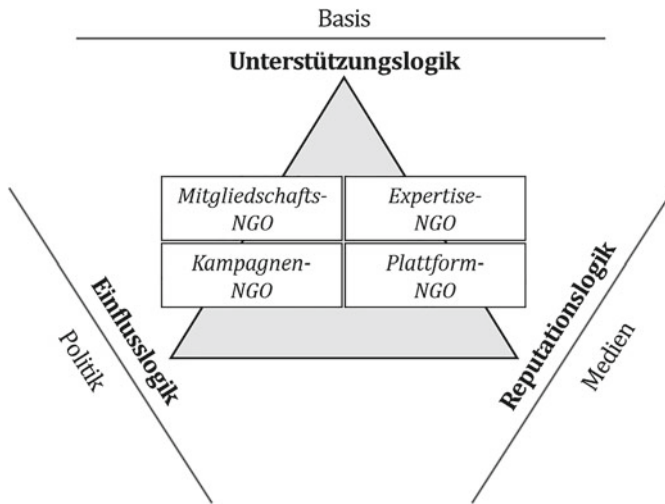 Basis
Unterstützungslogik
Mitgliedschafts-
NGO
Expertise-
NGO
Kampagnen-
NGO
Plattform-
NGO
Einflusslogik
Politik
Reputationslogik
Medien